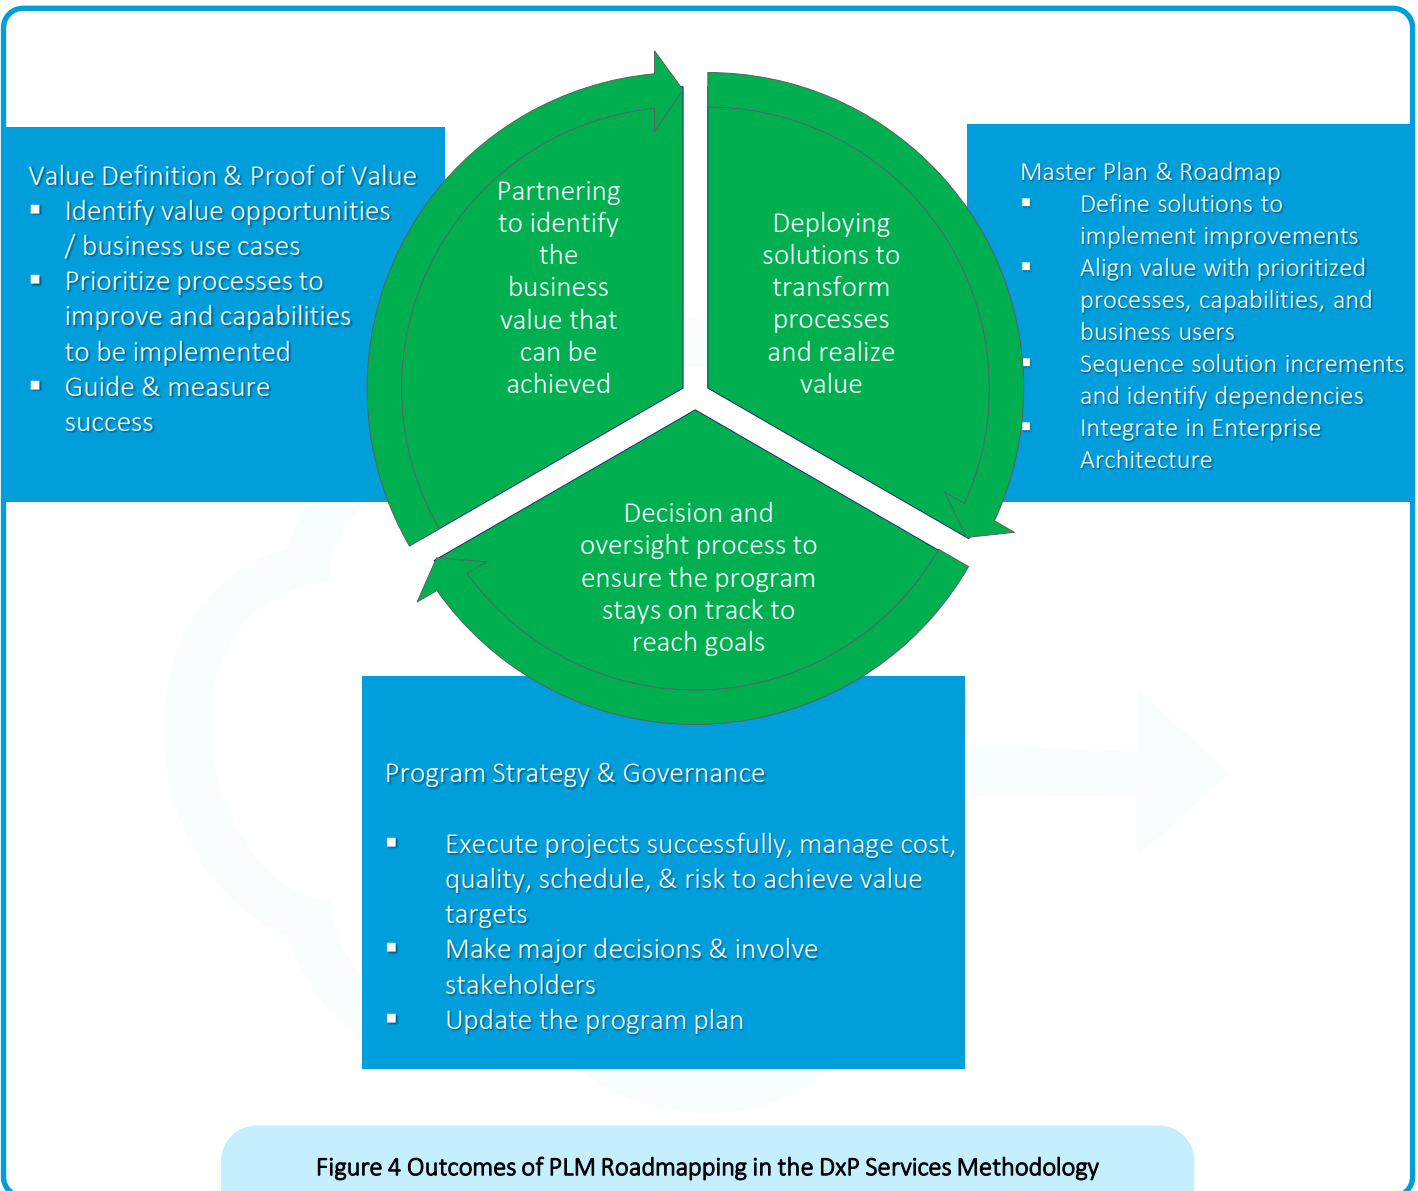 Value Definition & Proof of Value
▪ Identify value opportunities
/ business use cases
▪ Prioritize processes to
improve and capabilities
to be implemented
▪ Guide & measure
success
Partnering
to identify
the
business
value that
can be
achieved
Deploying
solutions to
transform
processes
and realize
value
Master Plan & Roadmap
▪ Define solutions to
implement improvements
▪ Align value with prioritized
processes, capabilities, and
business users
▪ Sequence solution increments
and identify dependencies
▪ Integrate in Enterprise
Architecture
Decision and
oversight process to
ensure the program
stays on track to
reach goals
Program Strategy & Governance
▪ Execute projects successfully, manage cost,
quality, schedule, & risk to achieve value
targets
▪ Make major decisions & involve
stakeholders
▪ Update the program plan
Figure 4 Outcomes of PLM Roadmapping in the DxP Services Methodology